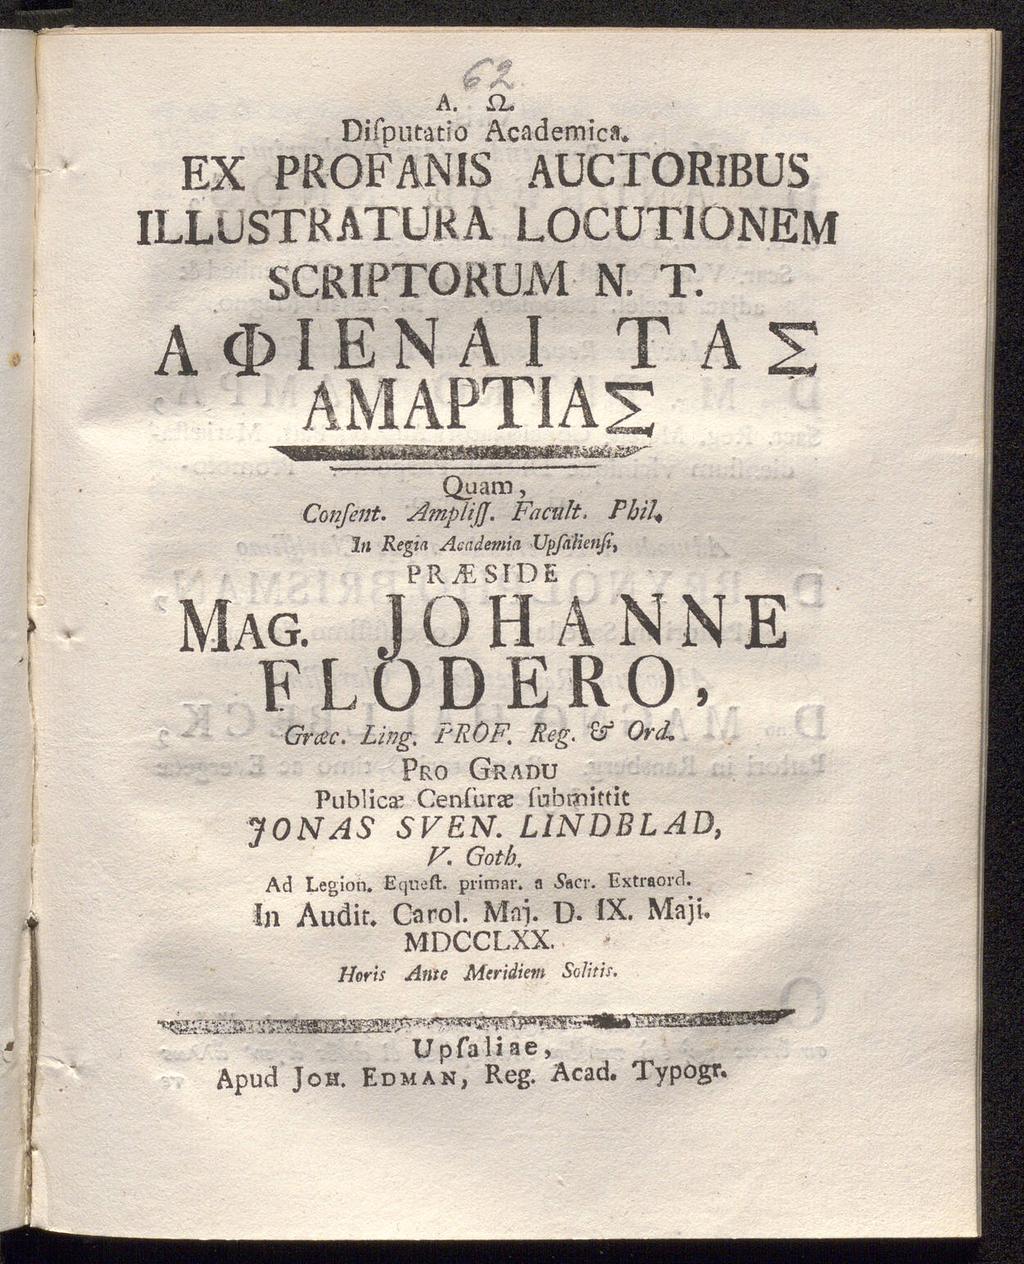 62.
A. Ω.
Diſputatio Academica.
EX PROFANIS AUCTORIBUS
ILLUSTRATURA LOCUTIONEM
SCRIPTORUM N. T.
ΑΦΙΕΝΑΙ ΤΑΣ
ΑΜΑΡΤΙΑΣ
Quam,
Conſent. Ampliſſ. Facult. Phil.
In Regia Academia Upſalienſi,
PRÆSIDE
MAG. JOHANNE
FLODERO,
Græc. Ling. PROF. Reg. & Ord.
PRO GRADU
Publicæ Cenſuræ ſubmittit
JONAS SVEN. LINDBLAD,
V. Goth.
Ad Legion. Equeſt. primar. a Sacr. Extraord.
In Audit. Carol. Maj. D. IX. Maji.
MDCCLXX.
Horis Ante Meridiem Solitis.
Upſaliae,
Apud JOH. EDMAN, Reg. Acad. Typogr.